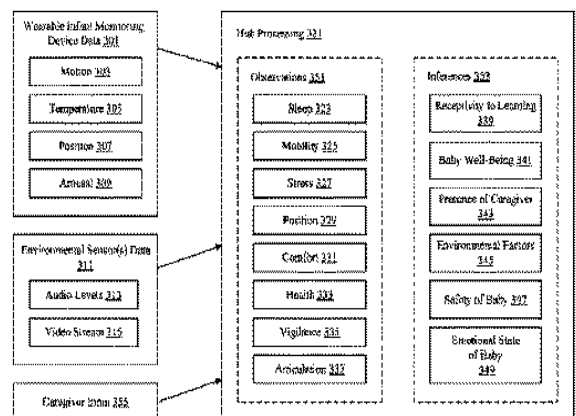 Wearable Infant Monitoring
Device Data 301
Motion 303
Temperature 305
Position 307
Arousal 309
Environmental Sensor(s) Data
311
Audio Levels 313
Video Stream 315
Caregiver Input 355
Hub Processing 321
Observations 351
Sleep 323
Mobility 325
Stress 327
Position 329
Comfort 331
Health 333
Vigilance 335
Articulation 337
Inferences 353
Receptivity to Learning
339
Baby Well-Being 341
Presence of Caregiver
343
Environmental Factors
345
Safety of Baby 347
Emotional State
of Baby
349